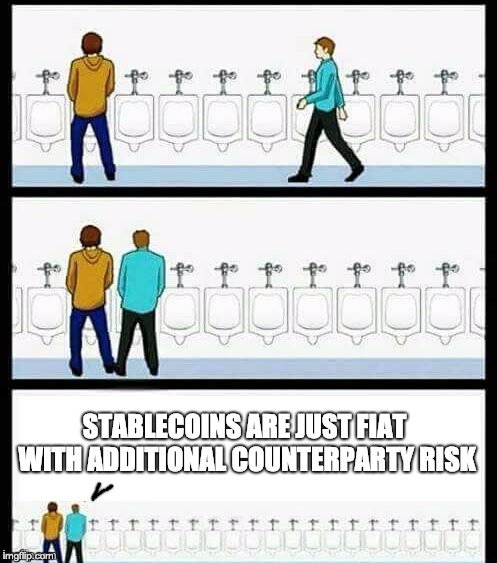 STABLECOINS ARE JUST FIAT
WITH ADDITIONAL COUNTERPARTY RISK
imgflip.com